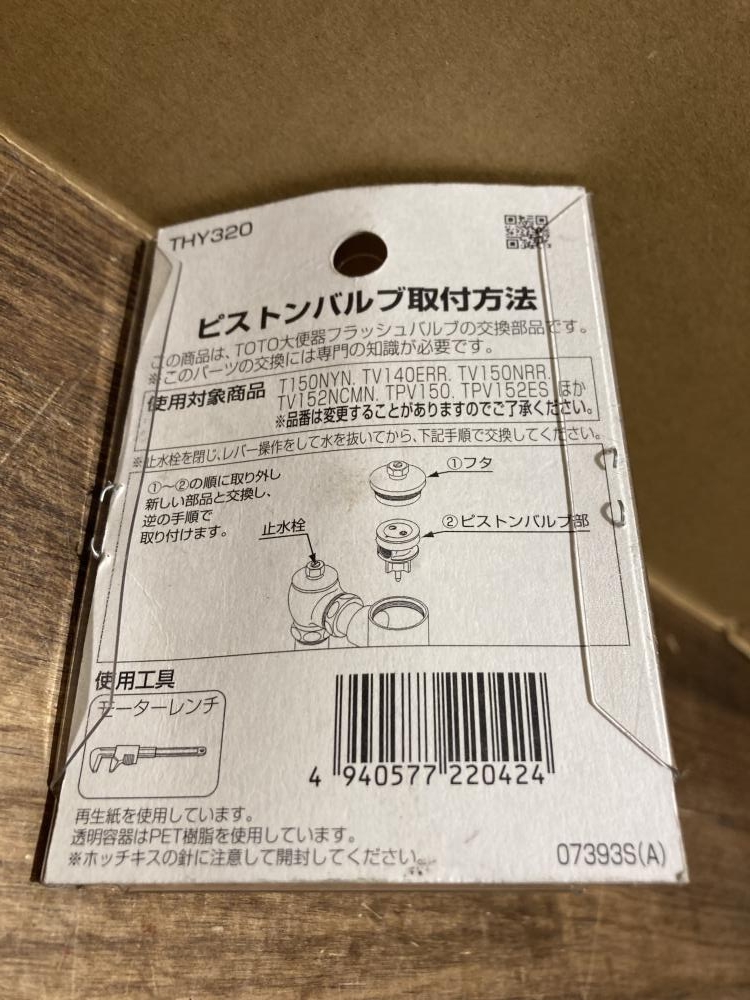 THY320
ピストンバルブ取付方法
この商品は、TOTO大便器フラッシュバルブの交換部品です。
※このパーツの交換には専門の知識が必要です。
使用対象商品
T150NYN, TV140ERR, TV150NRR,
TV152NCMN, TPV150, TPV152ES ほか
※品番は変更することがありますのでご了承ください。
※止水栓を閉じ、レバー操作をして水を抜いてから、下記手順で交換してください。
①～②の順に取り外し
新しい部品と交換し、
逆の手順で
取り付けます。
①フタ
②ピストンバルブ部
止水栓
使用工具
モーターレンチ
4 940577 220424
再生紙を使用しています。
透明容器はPET樹脂を使用しています。
※ホッチキスの針に注意して開封してください。
07393S(A)